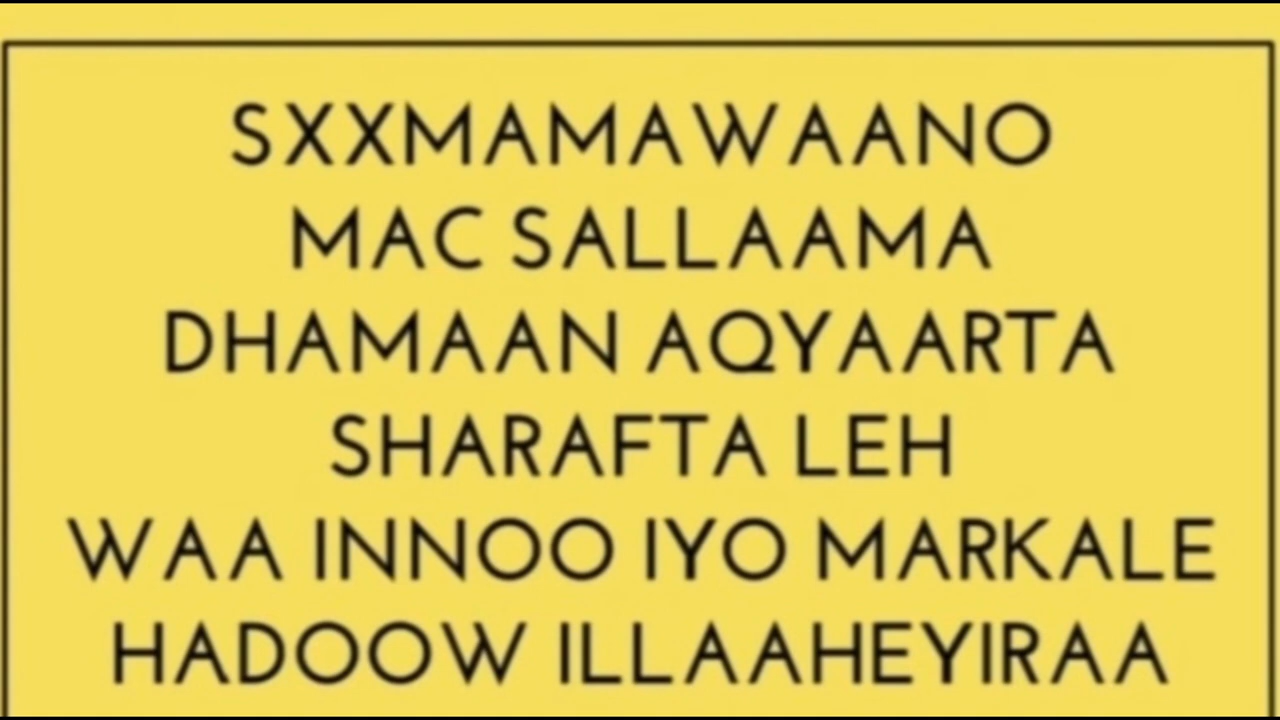 SXXMAMAWAANO
MAC SALLAAMA
DHAMAAN AQYAARTA
SHARAFTA LEH
WAA INNOO IYO MARKALE
HADOOW ILLAAHEYIRAA